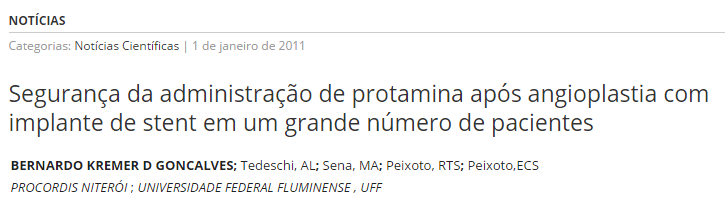 NOTÍCIAS
Categorias: Notícias Científicas | 1 de janeiro de 2011
Segurança da administração de protamina após angioplastia com
implante de stent em um grande número de pacientes
BERNARDO KREMER D GONCALVES; Tedeschi, AL; Sena, MA; Peixoto, RTS; Peixoto,ECS
PROCORDIS NITERÓI ; UNIVERSIDADE FEDERAL FLUMINENSE , UFF